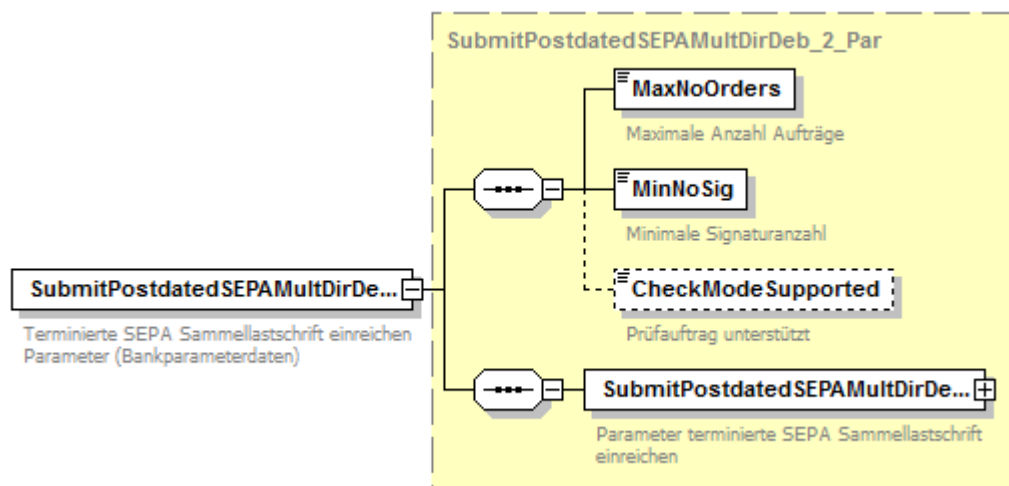 SubmitPostdatedSEPAMultDirDeb_2_Par
MaxNoOrders
Maximale Anzahl Aufträge
MinNoSig
Minimale Signaturanzahl
SubmitPostdatedSEPAMultDirDe...
Terminierte SEPA Sammellastschrift einreichen
Parameter (Bankparameterdaten)
CheckModeSupported
Prüfauftrag unterstützt
SubmitPostdatedSEPAMultDirDe...
Parameter terminierte SEPA Sammellastschrift
einreichen